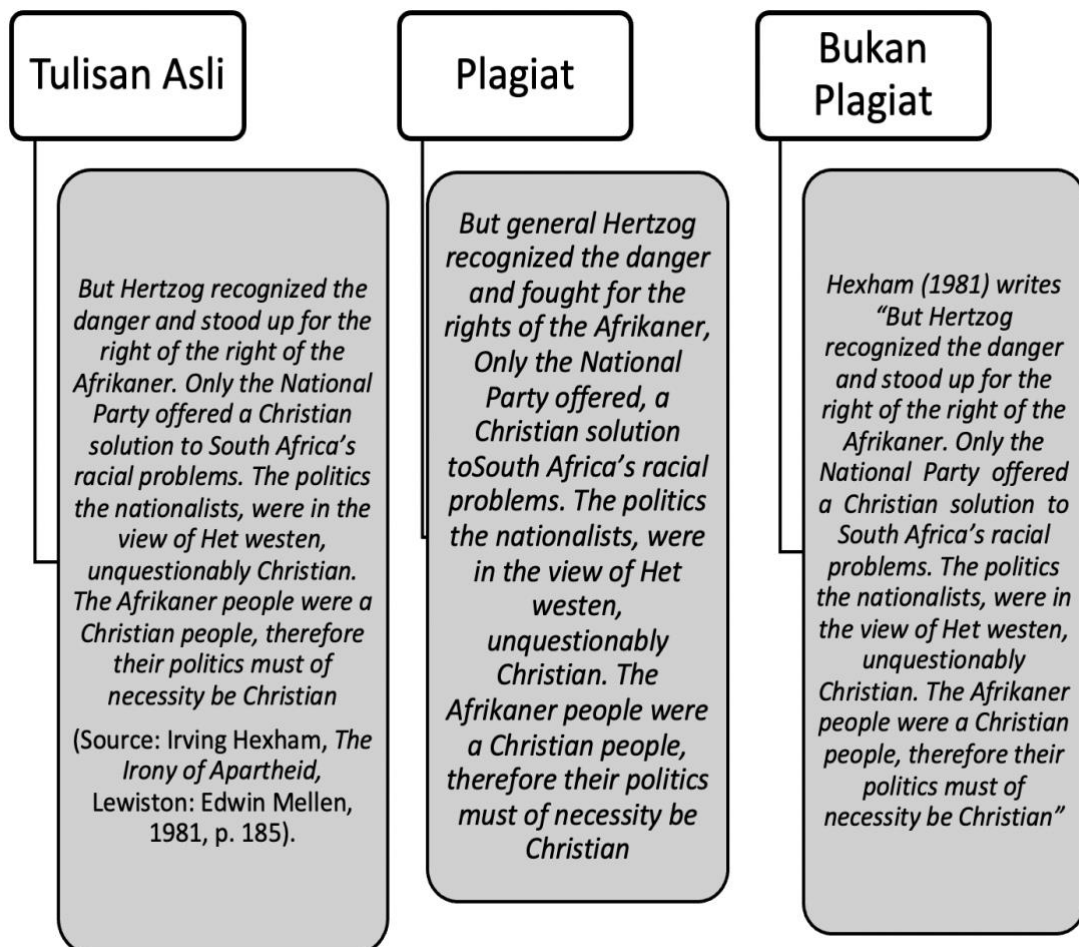 Tulisan Asli
But Hertzog recognized the
danger and stood up for the
right of the right of the
Afrikaner. Only the National
Party offered a Christian
solution to South Africa's
racial problems. The politics
the nationalists, were in the
view of Het westen,
unquestionably Christian.
The Afrikaner people were a
Christian people, therefore
their politics must of
necessity be Christian
(Source: Irving Hexham, The
Irony of Apartheid,
Lewiston: Edwin Mellen,
1981, p. 185).
Plagiat
But general Hertzog
recognized the danger
and fought for the
rights of the Afrikaner,
Only the National
Party offered, a
Christian solution
toSouth Africa's racial
problems. The politics
the nationalists, were
in the view of Het
westen,
unquestionably
Christian. The
Afrikaner people were
a Christian people,
therefore their politics
must of necessity be
Christian
Bukan
Plagiat
Hexham (1981) writes
“But Hertzog
recognized the danger
and stood up for the
right of the right of the
Afrikaner. Only the
National Party offered
a Christian solution to
South Africa's racial
problems. The politics
the nationalists, were in
the view of Het westen,
unquestionably
Christian. The Afrikaner
people were a Christian
people, therefore their
politics must of
necessity be Christian”